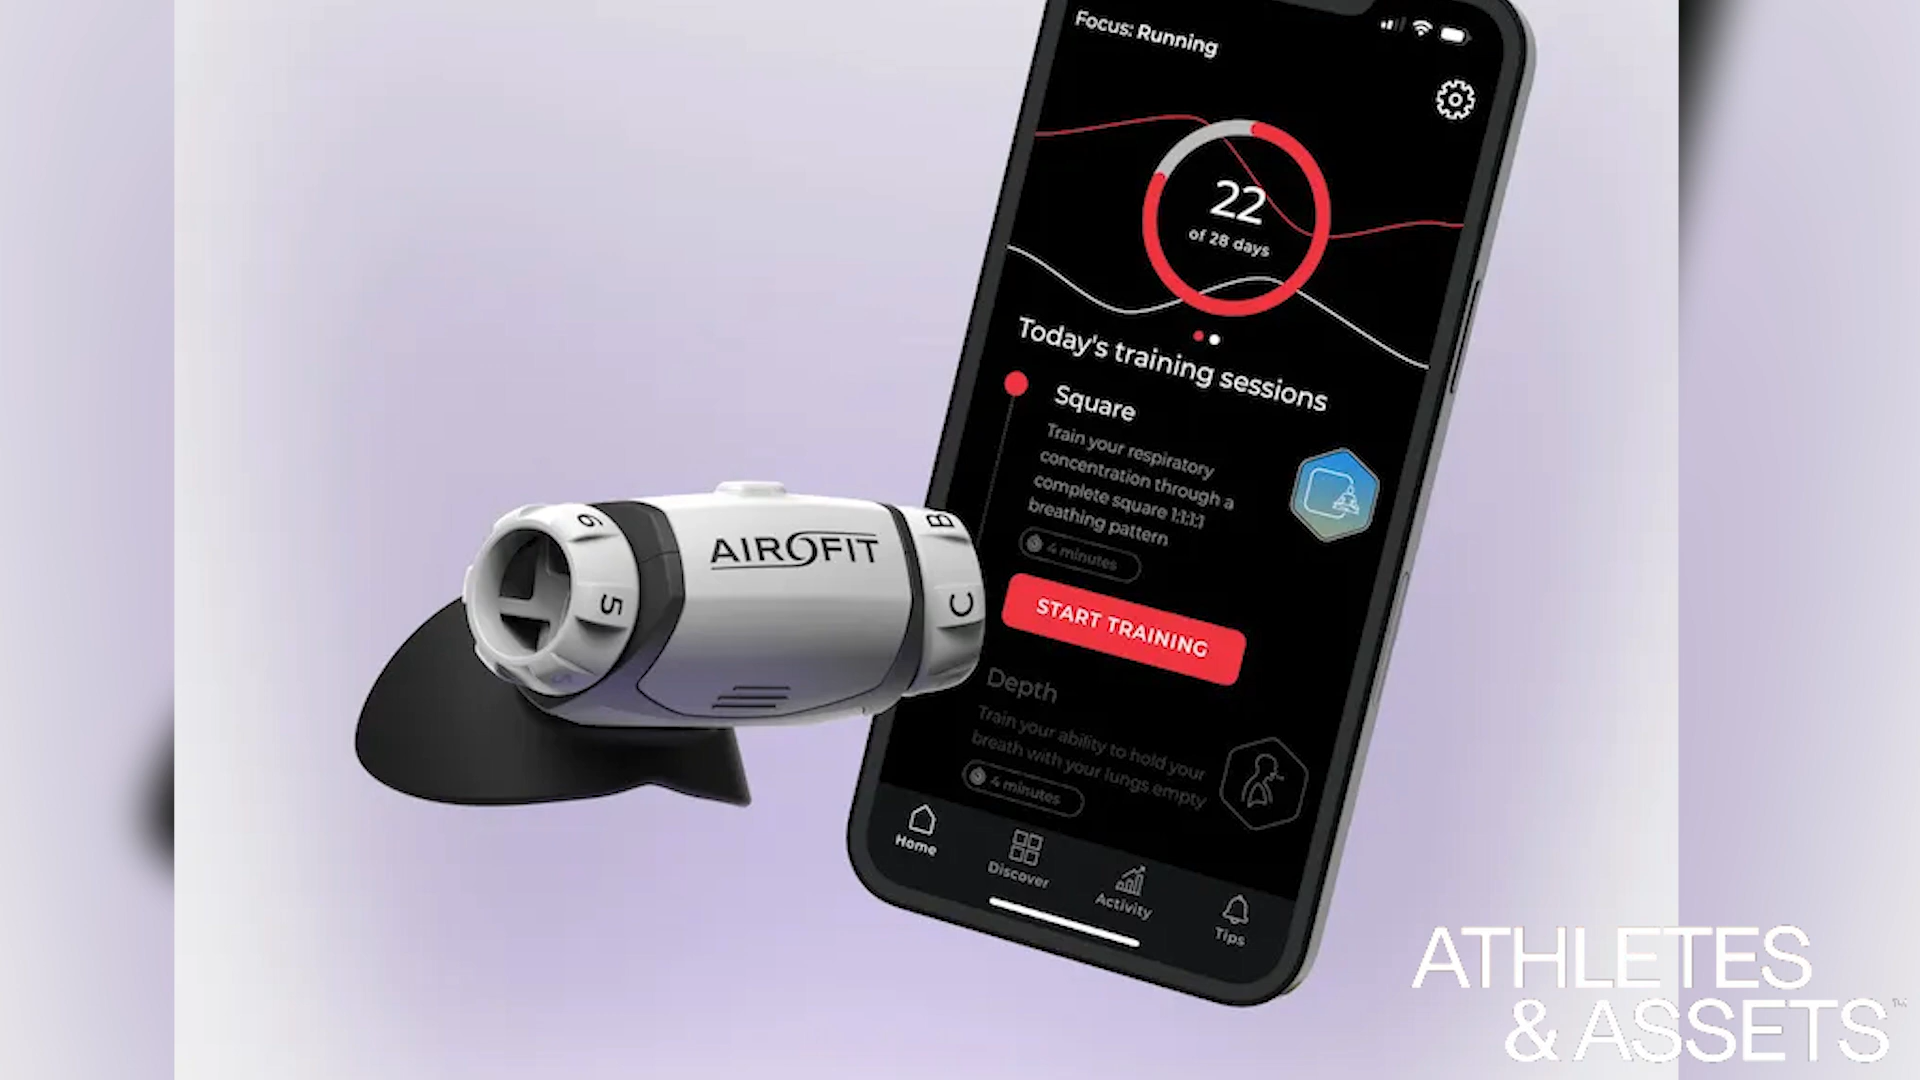 Focus: Running
22
of 28 days
Today's training sessions
Square
Train your respiratory
concentration through a
complete square 1:1:1:1
breathing pattern
4 minutes
START TRAINING
Depth
Train your ability to hold your
breath with your lungs empty
4 minutes
Home
Discover
Activity
Tips
AIROFIT
6
5
B
C
ATHLETES
& ASSETS™